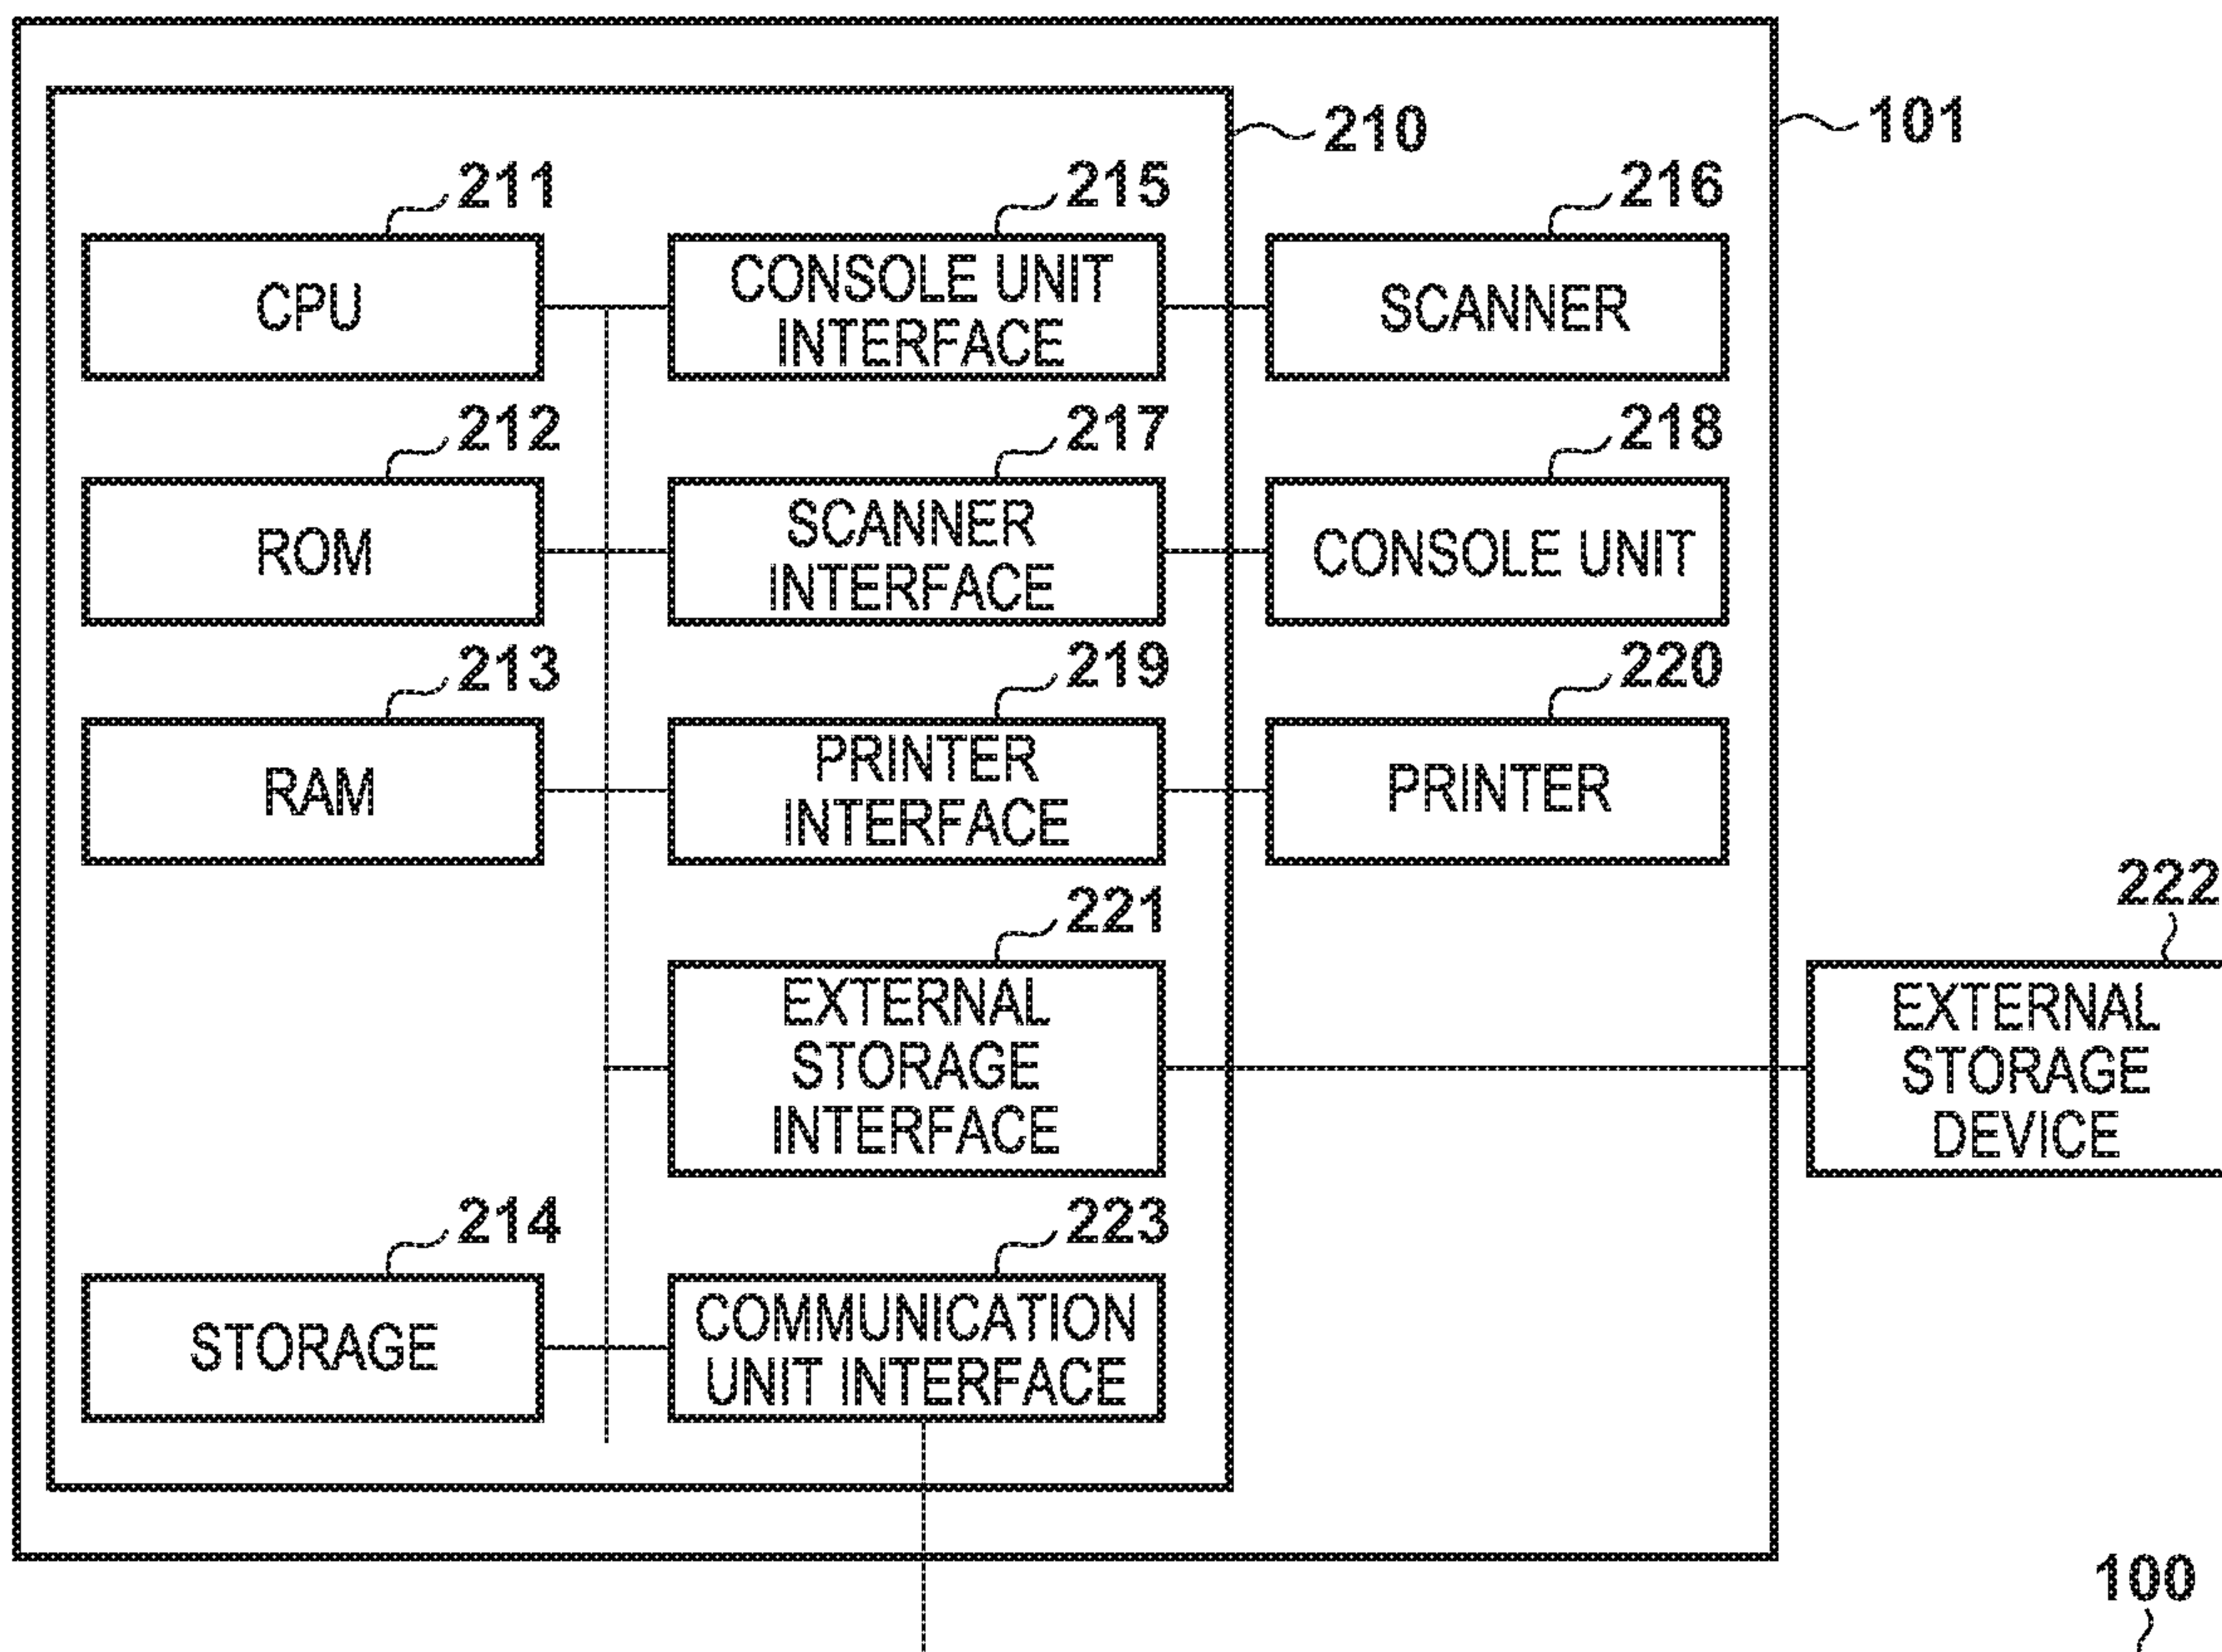 210
101
211
215
216
CPU
CONSOLE UNIT
INTERFACE
SCANNER
212
217
218
ROM
SCANNER
INTERFACE
CONSOLE UNIT
213
219
220
RAM
PRINTER
INTERFACE
PRINTER
221
222
EXTERNAL
STORAGE
INTERFACE
EXTERNAL
STORAGE
DEVICE
214
223
STORAGE
COMMUNICATION
UNIT INTERFACE
100